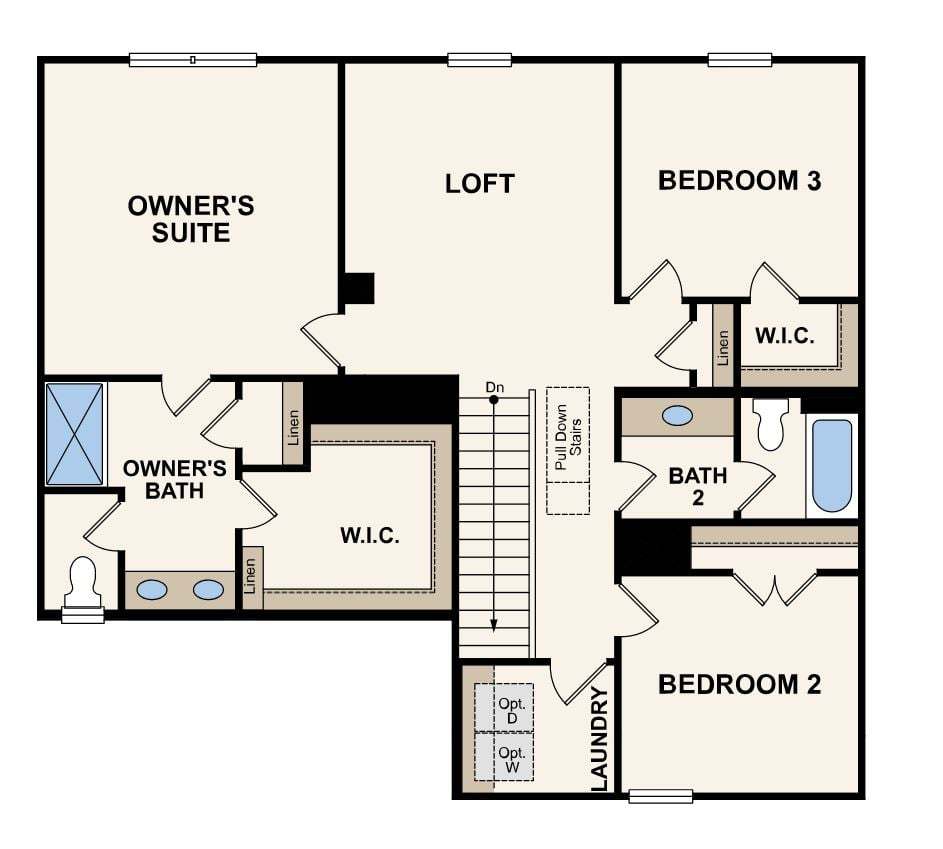 OWNER'S
SUITE
LOFT
BEDROOM 3
W.I.C.
Linen
Dn
Pull Down
Stairs
Linen
OWNER'S
BATH
W.I.C.
Linen
BATH
2
BEDROOM 2
LAUNDRY
Opt.
D
Opt.
W